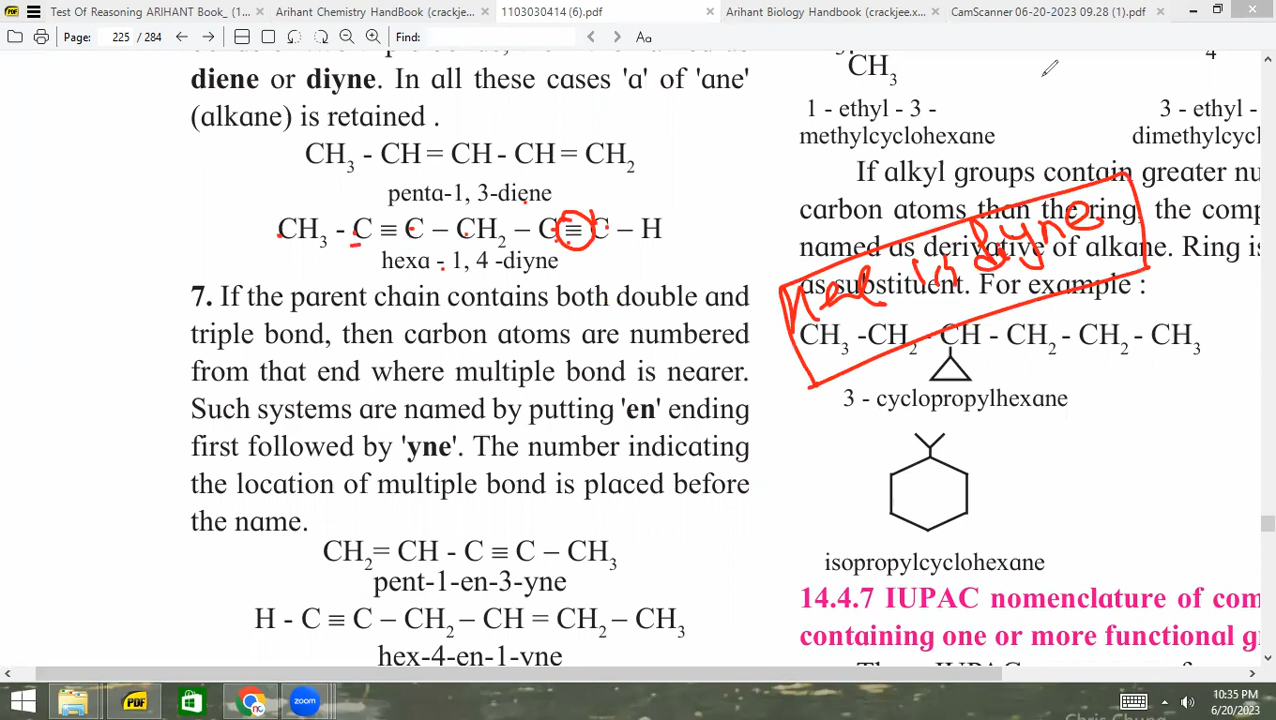 Test Of Reasoning ARIHANT Book_ (1...
Arihant Chemistry HandBook (crackjee...
1103030414 (6).pdf
Arihant Biology Handbook (crackjee.x...
CamScanner 06-20-2023 09.28 (1).pdf
Page: 225 / 284
Find:
Aa
diene or diyne. In all these cases 'a' of 'ane'
(alkane) is retained .
CH3 - CH = CH - CH = CH2
penta-1, 3-diene
CH3 - C ≡ C – CH2 – C ≡ C – H
hexa - 1, 4 -diyne
7. If the parent chain contains both double and
triple bond, then carbon atoms are numbered
from that end where multiple bond is nearer.
Such systems are named by putting 'en' ending
first followed by 'yne'. The number indicating
the location of multiple bond is placed before
the name.
CH2= CH - C ≡ C – CH3
pent-1-en-3-yne
H - C ≡ C – CH2 – CH = CH2 – CH3
hex-4-en-1-yne
CH3
4
1 - ethyl - 3 -
methylcyclohexane
3 - ethyl -
dimethylcycl
If alkyl groups contain greater nu
carbon atoms than the ring, the comp
named as derivative of alkane. Ring is
as substituent. For example :
CH3 -CH2 - CH - CH2 - CH2 - CH3
3 - cyclopropylhexane
isopropylcyclohexane
14.4.7 IUPAC nomenclature of com
containing one or more functional g
zoom
10:35 PM
6/20/2023